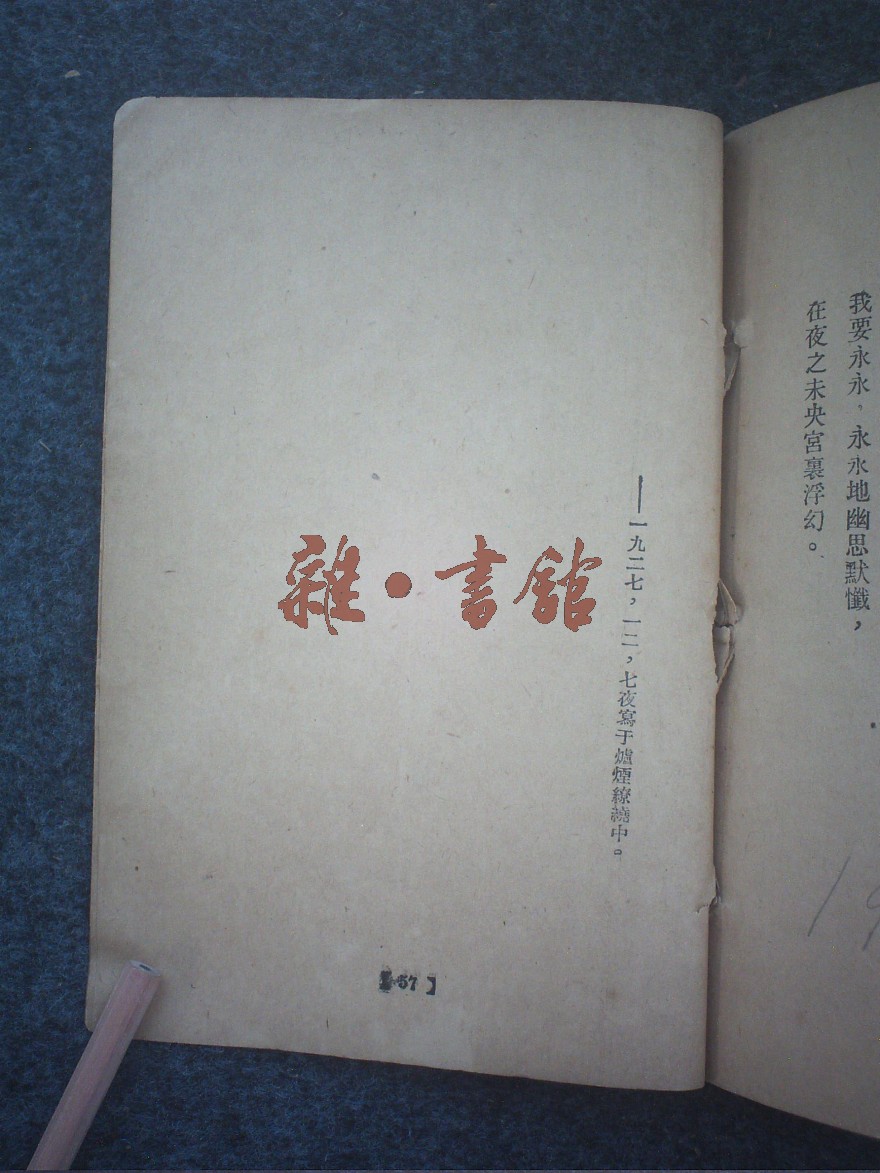 我要永永，永永地幽思默懺，
在夜之未央宮裏浮幻。
——一九二七，一二，七夜寫于爐煙繚繞中。
雜·書館
57】